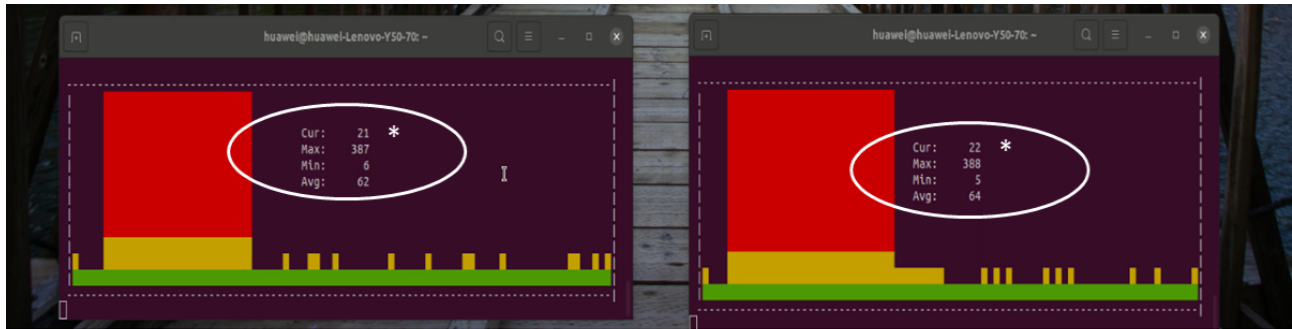 huawei@huawei-Lenovo-Y50-70: ~
Cur: 21 *
Max: 387
Min: 6
Avg: 62
huawei@huawei-Lenovo-Y50-70: ~
Cur: 22 *
Max: 388
Min: 5
Avg: 64